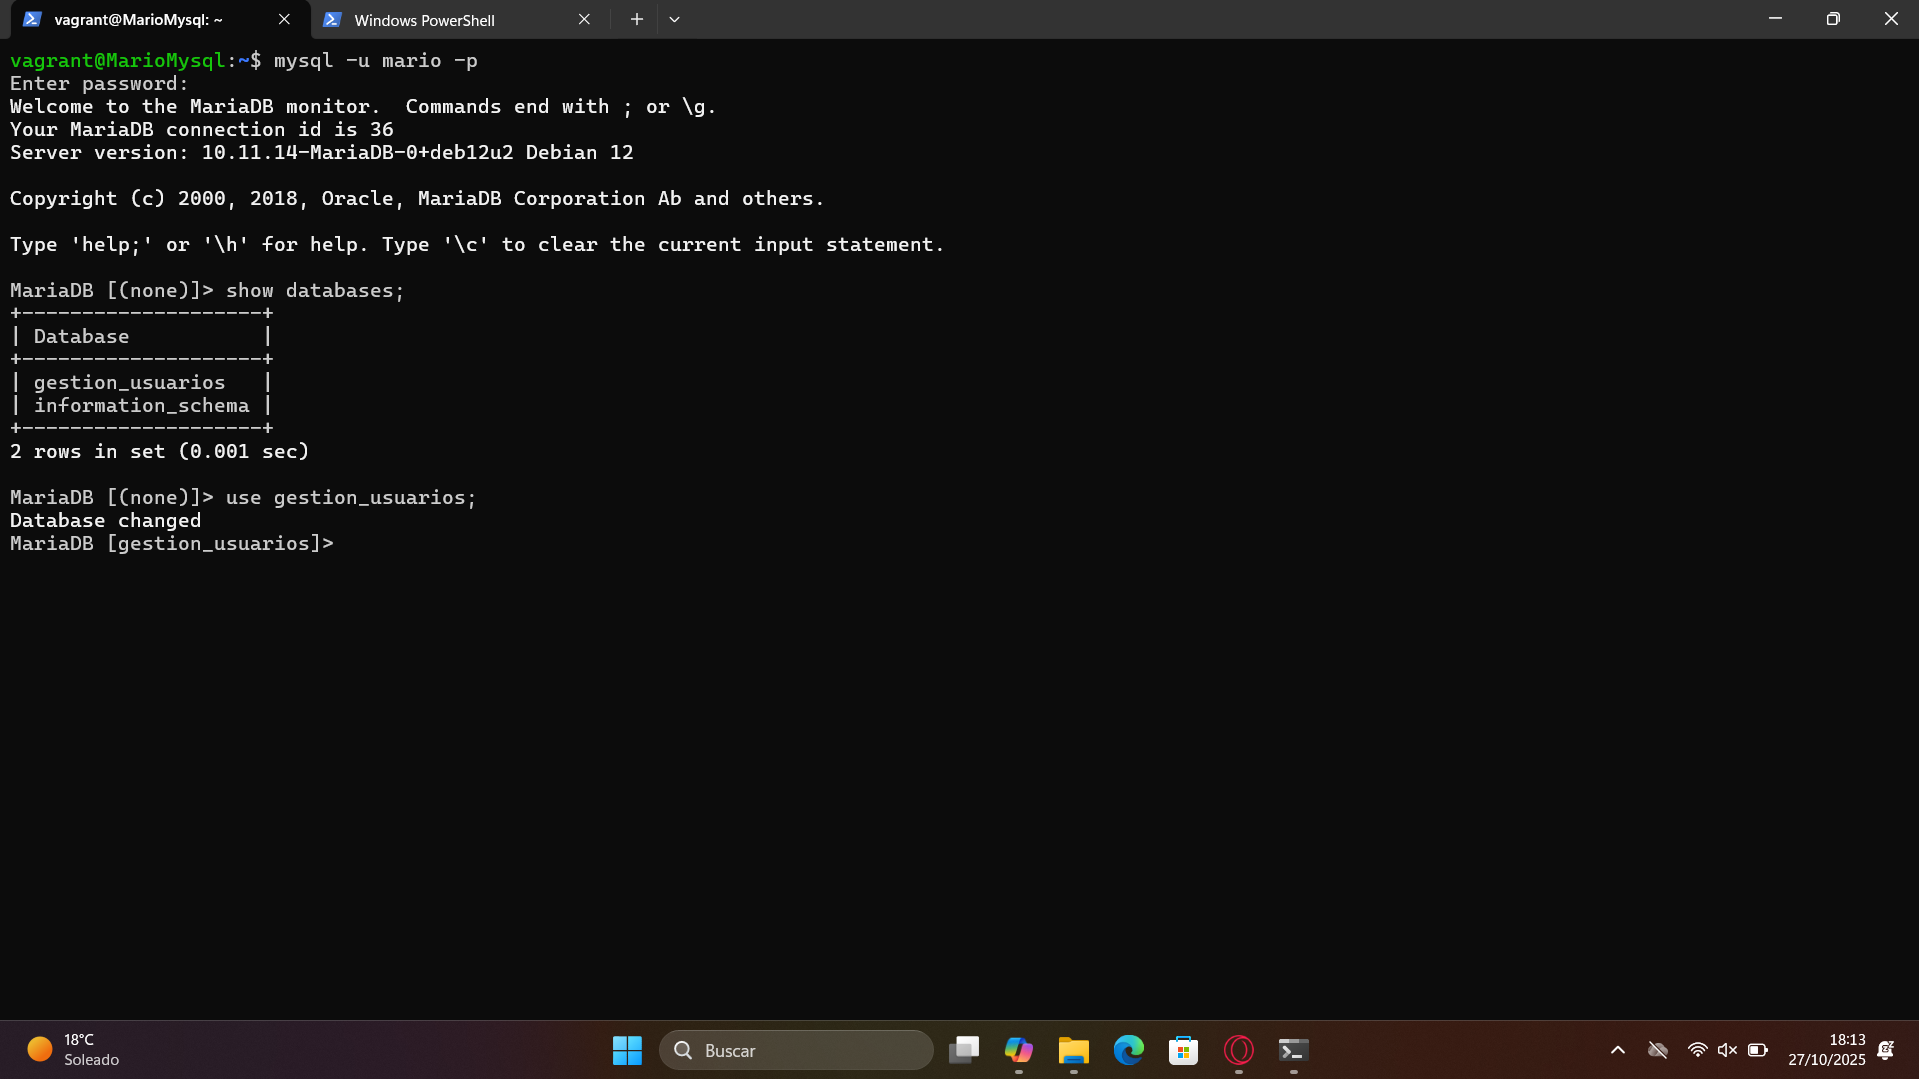 vagrant@MarioMysql: ~
Windows PowerShell
vagrant@MarioMysql:~$ mysql -u mario -p
Enter password:
Welcome to the MariaDB monitor.  Commands end with ; or \g.
Your MariaDB connection id is 36
Server version: 10.11.14-MariaDB-0+deb12u2 Debian 12
Copyright (c) 2000, 2018, Oracle, MariaDB Corporation Ab and others.
Type 'help;' or '\h' for help. Type '\c' to clear the current input statement.
MariaDB [(none)]> show databases;
+--------------------+
| Database           |
+--------------------+
| gestion_usuarios   |
| information_schema |
+--------------------+
2 rows in set (0.001 sec)
MariaDB [(none)]> use gestion_usuarios;
Database changed
MariaDB [gestion_usuarios]>
18°C
Soleado
Buscar
18:13
27/10/2025